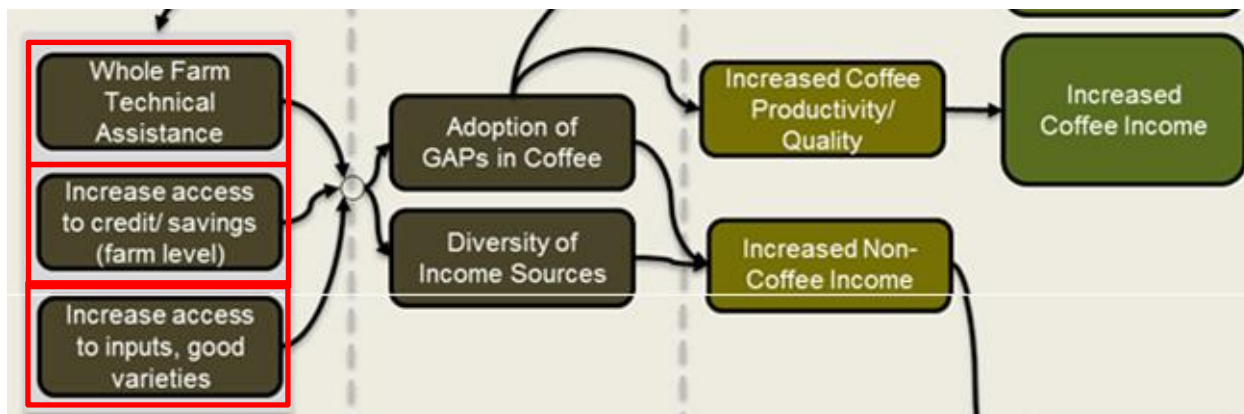 Whole Farm
Technical
Assistance
Increase access
to credit/ savings
(farm level)
Increase access
to inputs, good
varieties
Adoption of
GAPs in Coffee
Diversity of
Income Sources
Increased Coffee
Productivity/
Quality
Increased Non-
Coffee Income
Increased
Coffee Income